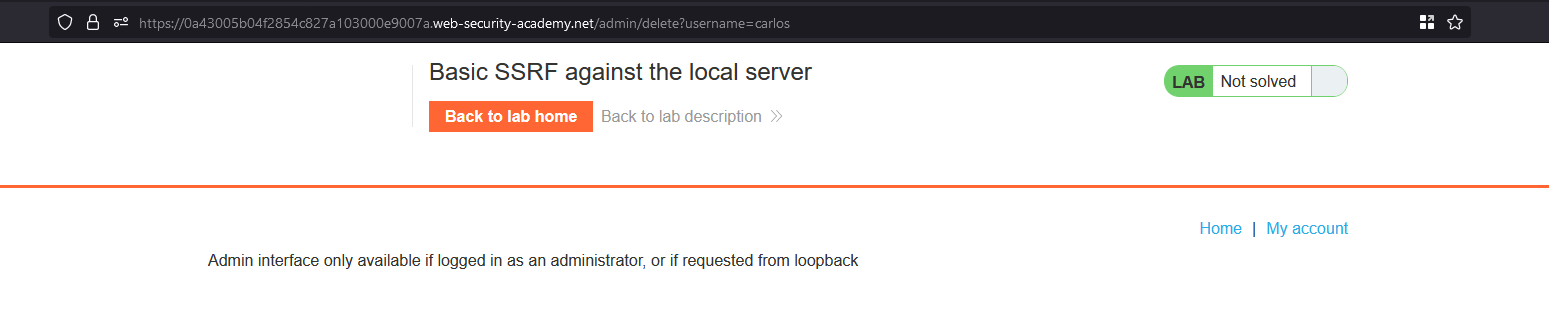 https://0a43005b04f2854c827a103000e9007a.web-security-academy.net/admin/delete?username=carlos
Basic SSRF against the local server
LAB Not solved
Back to lab home Back to lab description
Home | My account
Admin interface only available if logged in as an administrator, or if requested from loopback